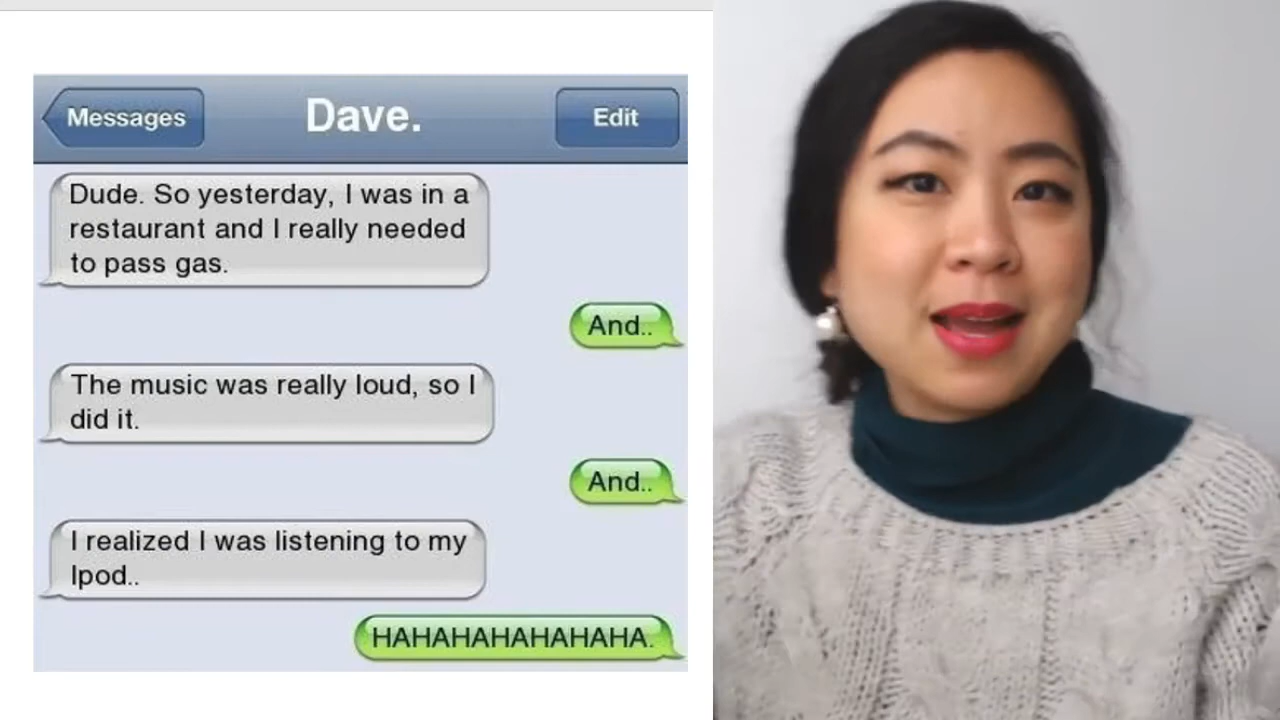 Messages
Dave.
Edit
Dude. So yesterday, I was in a
restaurant and I really needed
to pass gas.
And..
The music was really loud, so I
did it.
And..
I realized I was listening to my
Ipod..
HAHAHAHAHAHAHA.